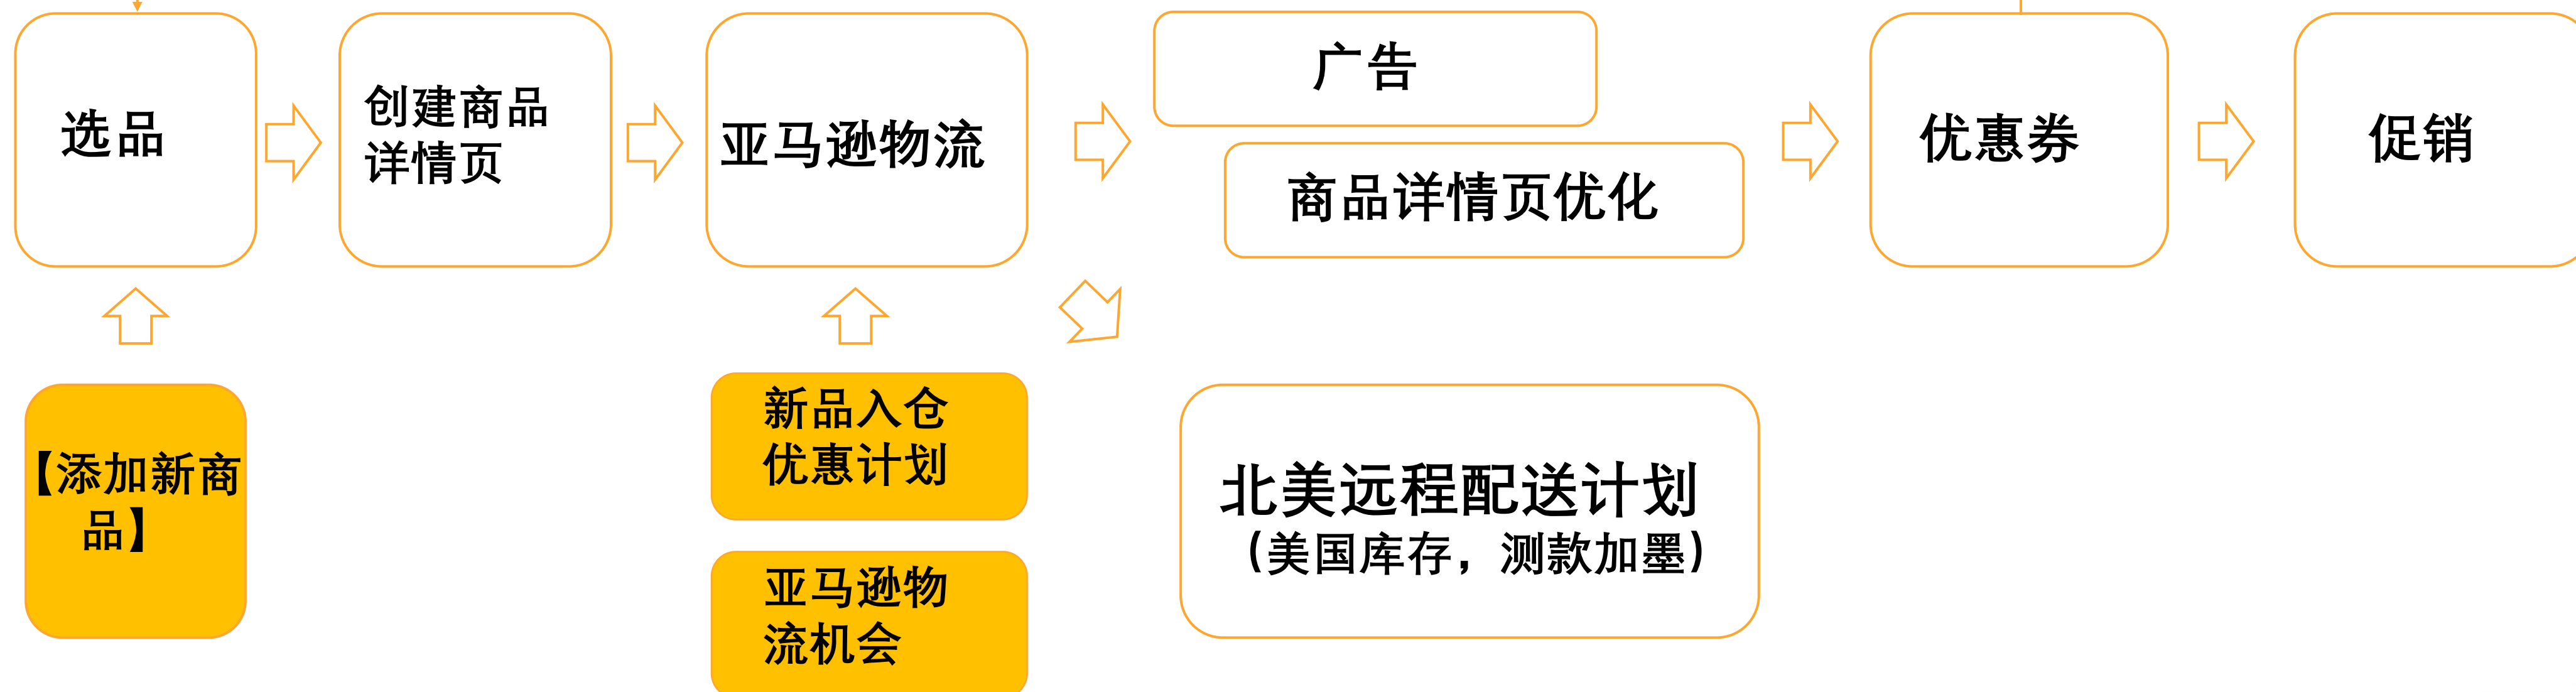 选品
创建商品
详情页
亚马逊物流
广告
商品详情页优化
优惠券
促销
【添加新商
品】
新品入仓
优惠计划
亚马逊物
流机会
北美远程配送计划
(美国库存，测款加墨)